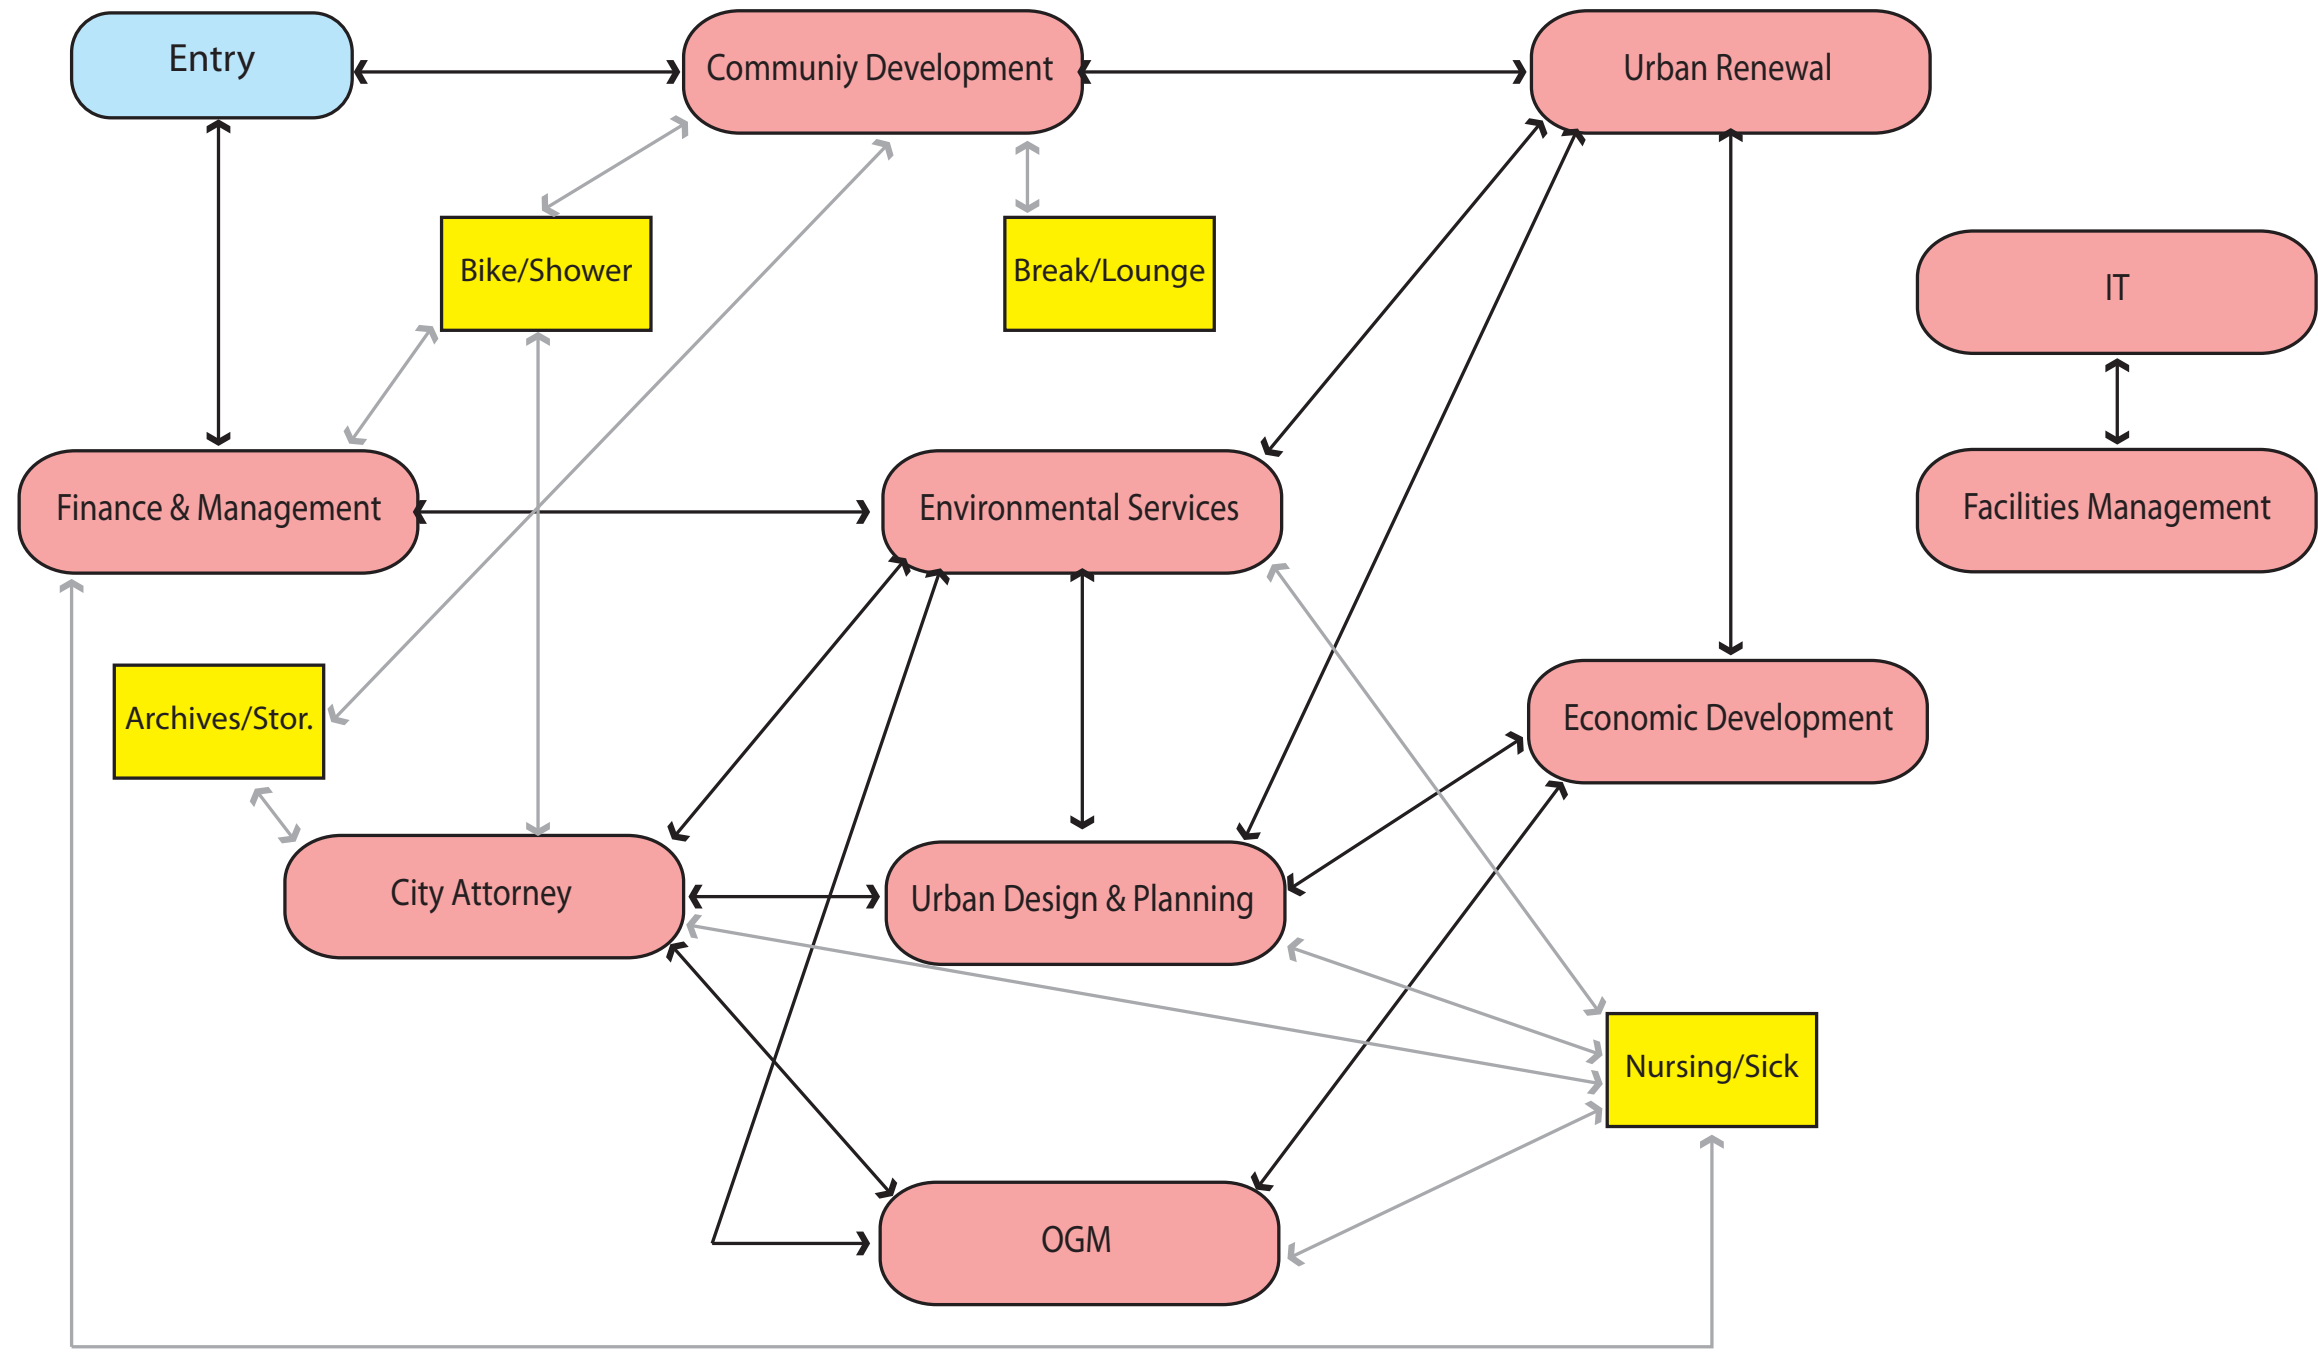 Entry
Communiy Development
Urban Renewal
Bike/Shower
Break/Lounge
IT
Finance & Management
Environmental Services
Facilities Management
Archives/Stor.
Economic Development
City Attorney
Urban Design & Planning
Nursing/Sick
OGM